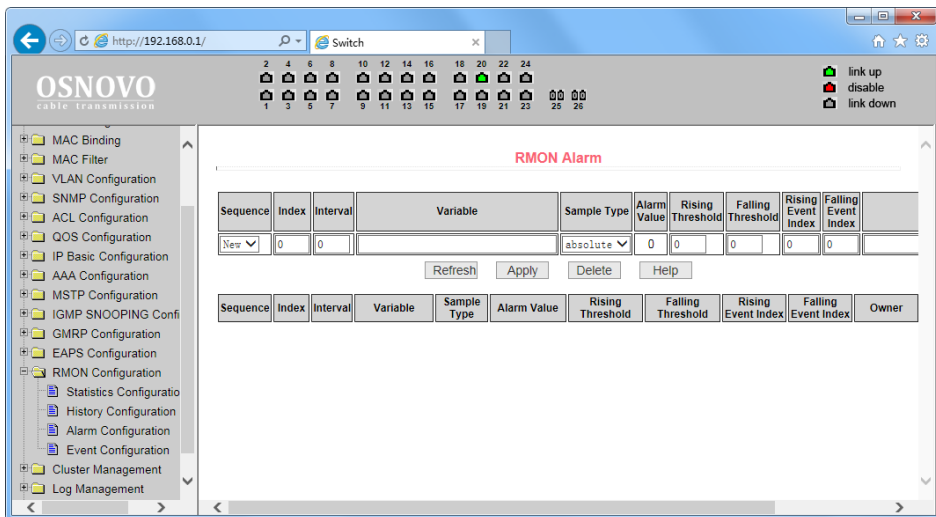 http://192.168.0.1/
Switch
OSNOVO
cable transmission
2 4 6 8 10 12 14 16 18 20 22 24
1 3 5 7 9 11 13 15 17 19 21 23 25 26
link up
disable
link down
MAC Binding
MAC Filter
VLAN Configuration
SNMP Configuration
ACL Configuration
QOS Configuration
IP Basic Configuration
AAA Configuration
MSTP Configuration
IGMP SNOOPING Confi
GMRP Configuration
EAPS Configuration
RMON Configuration
Statistics Configuratio
History Configuration
Alarm Configuration
Event Configuration
Cluster Management
Log Management
RMON Alarm
Sequence Index Interval Variable Sample Type Alarm Value Rising Threshold Falling Threshold Rising Event Index Falling Event Index
New 0 0 absolute 0 0 0 0 0
Refresh Apply Delete Help
Sequence Index Interval Variable Sample Type Alarm Value Rising Threshold Falling Threshold Rising Event Index Falling Event Index Owner